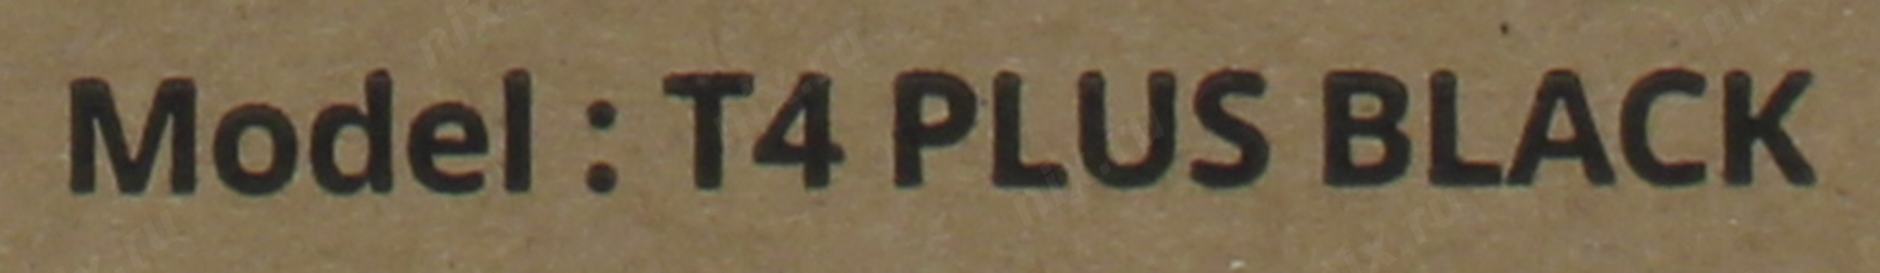 Model : T4 PLUS BLACK